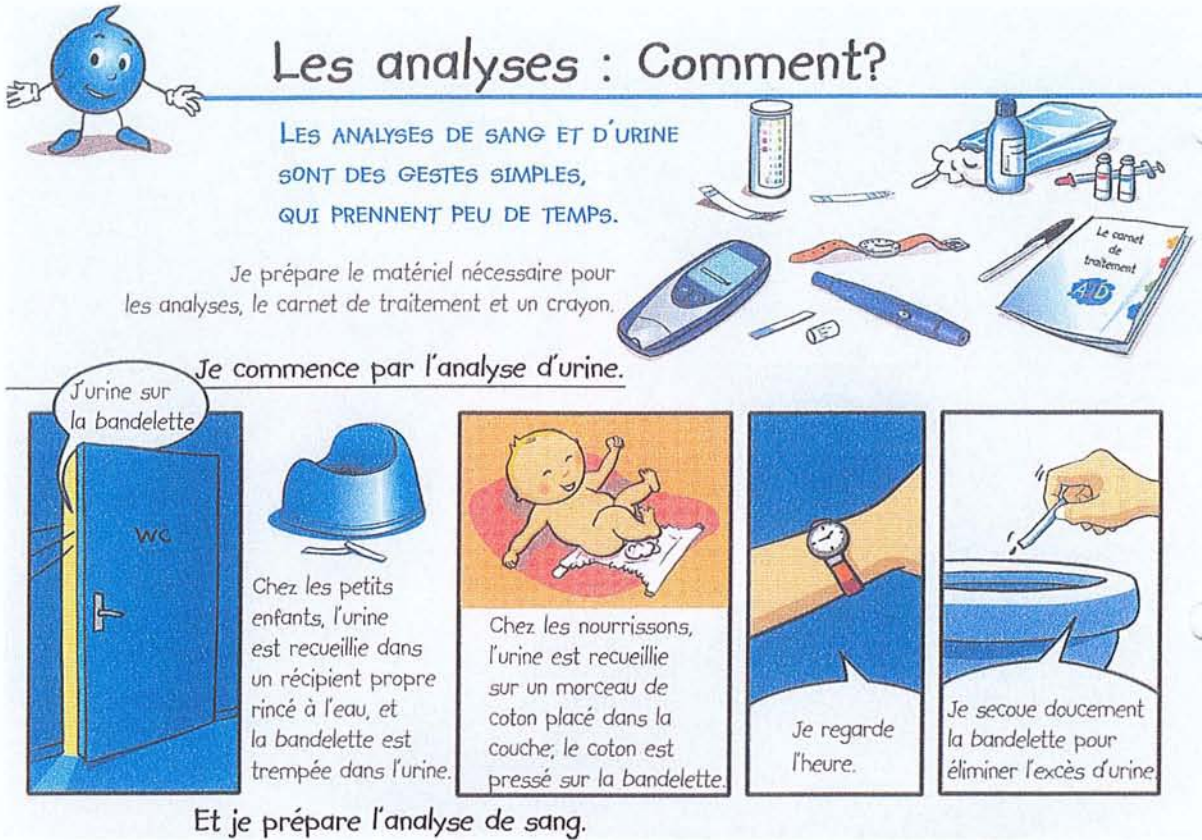 Les analyses : Comment?
LES ANALYSES DE SANG ET D'URINE
SONT DES GESTES SIMPLES,
QUI PRENNENT PEU DE TEMPS.
Je prépare le matériel nécessaire pour
les analyses, le carnet de traitement et un crayon.
Le carnet
de
traitement
AJD
Je commence par l'analyse d'urine.
J'urine sur
la bandelette
WC
Chez les petits
enfants, l'urine
est recueillie dans
un récipient propre
rincé à l'eau, et
la bandelette est
trempée dans l'urine.
Chez les nourrissons,
l'urine est recueillie
sur un morceau de
coton placé dans la
couche; le coton est
pressé sur la bandelette.
Je regarde
l'heure.
Je secoue doucement
la bandelette pour
éliminer l'excès d'urine.
Et je prépare l'analyse de sang.